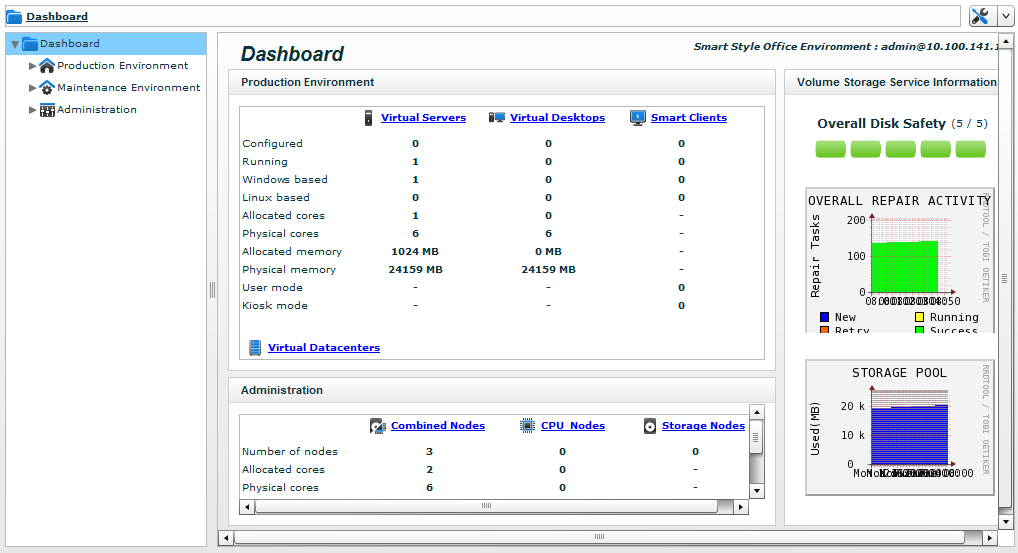 Dashboard
Dashboard
Production Environment
Maintenance Environment
Administration
Dashboard
Smart Style Office Environment : admin@10.100.141.1
Production Environment
Virtual Servers Virtual Desktops Smart Clients
Configured 0 0 0
Running 1 0 0
Windows based 1 0 0
Linux based 0 0 0
Allocated cores 1 0 -
Physical cores 6 6 -
Allocated memory 1024 MB 0 MB -
Physical memory 24159 MB 24159 MB -
User mode - - 0
Kiosk mode - - 0
Virtual Datacenters
Administration
Combined Nodes CPU Nodes Storage Nodes
Number of nodes 3 0 0
Allocated cores 2 0 -
Physical cores 6 0 -
Volume Storage Service Information
Overall Disk Safety (5 / 5)
OVERALL REPAIR ACTIVITY
RRDTOOL / TOBI OETIKER
Repair Tasks
200
100
0
New Running
Retry Success
STORAGE POOL
RRDTOOL / TOBI OETIKER
Used(MB)
20 k
10 k
0